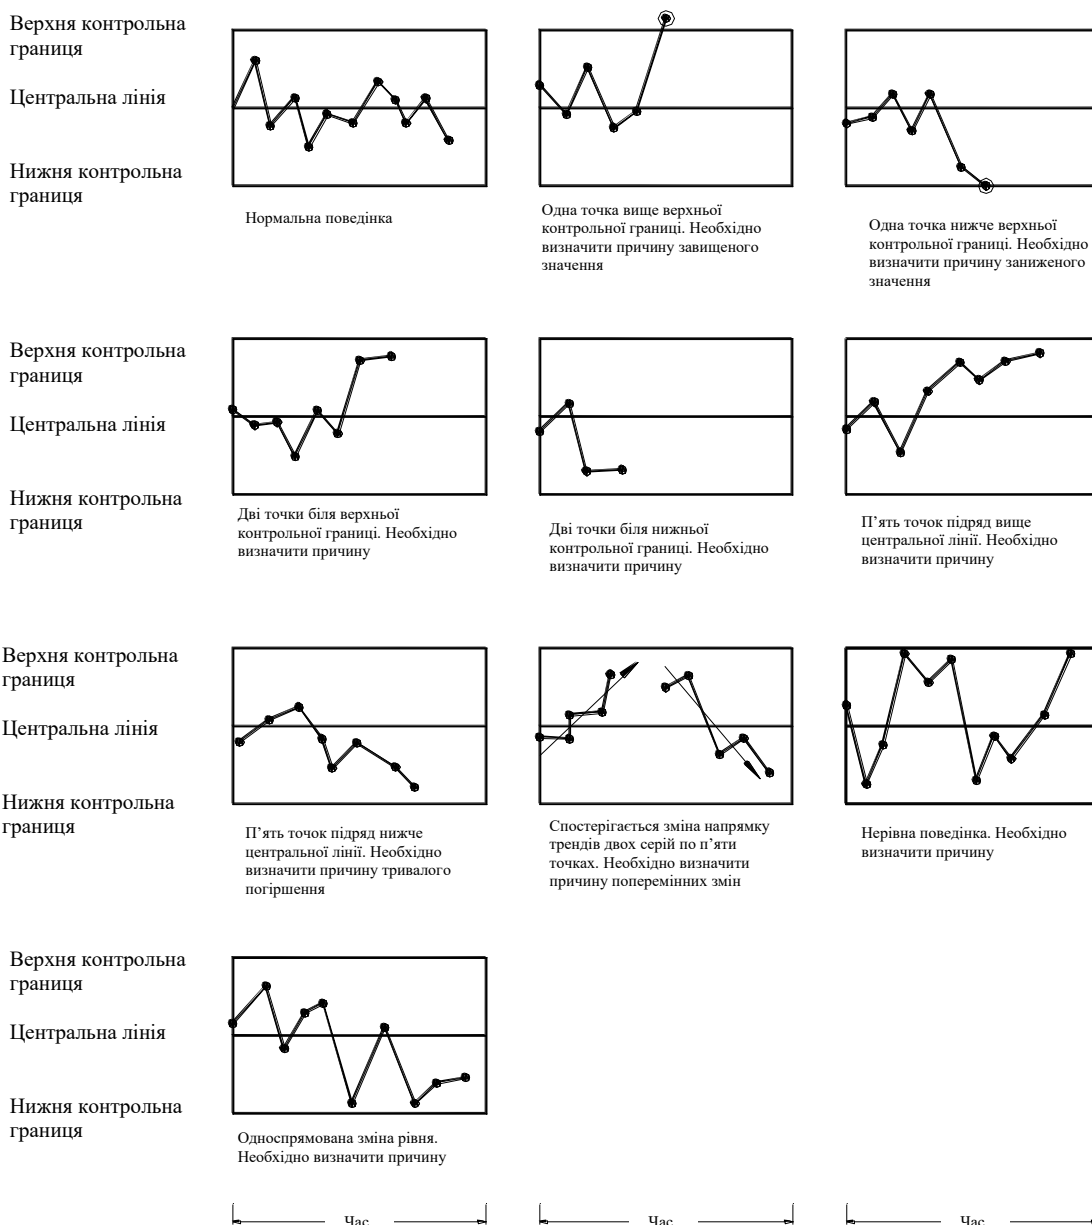 Верхня контрольна
границя
Центральна лінія
Нижня контрольна
границя
Нормальна поведінка
Одна точка вище верхньої
контрольної границі. Необхідно
визначити причину завищеного
значення
Одна точка нижче верхньої
контрольної границі. Необхідно
визначити причину заниженого
значення
Верхня контрольна
границя
Центральна лінія
Нижня контрольна
границя
Дві точки біля верхньої
контрольної границі. Необхідно
визначити причину
Дві точки біля нижньої
контрольної границі. Необхідно
визначити причину
П’ять точок підряд вище
центральної лінії. Необхідно
визначити причину
Верхня контрольна
границя
Центральна лінія
Нижня контрольна
границя
П’ять точок підряд нижче
центральної лінії. Необхідно
визначити причину тривалого
погіршення
Спостерігається зміна напрямку
трендів двух серій по п’яти
точках. Необхідно визначити
причину поперемінних змін
Нерівна поведінка. Необхідно
визначити причину
Верхня контрольна
границя
Центральна лінія
Нижня контрольна
границя
Односпрямована зміна рівня.
Необхідно визначити причину
Час
Час
Час